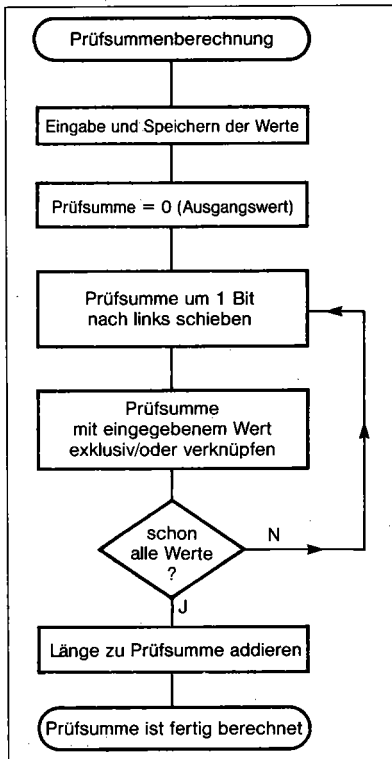 Prüfsummenberechnung
Eingabe und Speichern der Werte
Prüfsumme = 0 (Ausgangswert)
Prüfsumme um 1 Bit
nach links schieben
Prüfsumme
mit eingegebenem Wert
exklusiv/oder verknüpfen
schon
alle Werte
?
N
J
Länge zu Prüfsumme addieren
Prüfsumme ist fertig berechnet